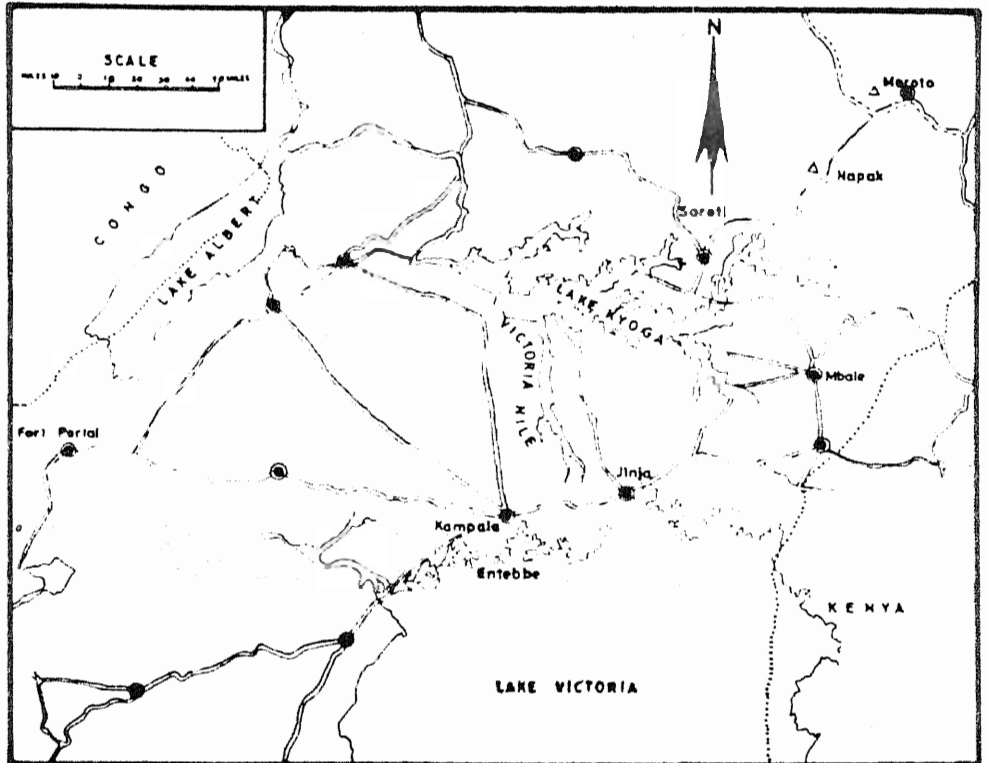 SCALE
N
Moroto
Napak
Soroti
CONGO
LAKE ALBERT
LAKE KYOGA
VICTORIA NILE
Mbale
Fort Portal
Jinja
Kampala
Entebbe
KENYA
LAKE VICTORIA